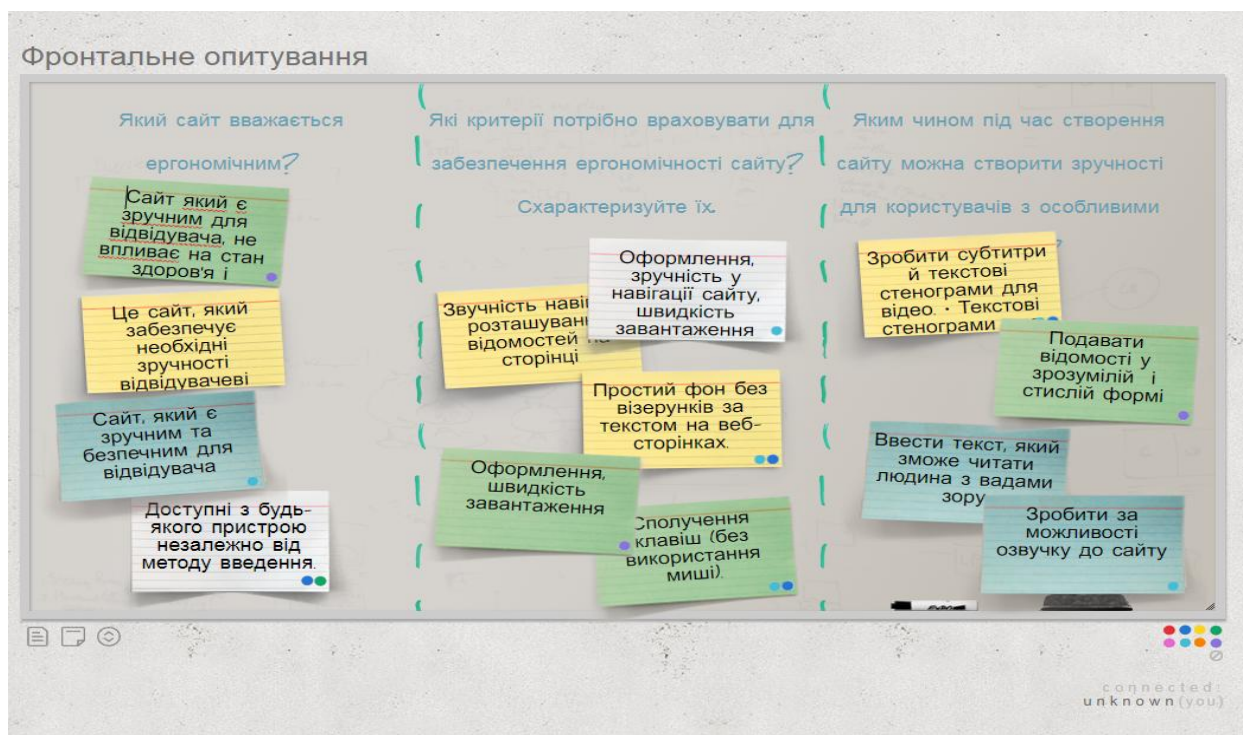 Фронтальне опитування
Який сайт вважається
ергономічним?
Сайт який є
зручним для
відвідувача, не
впливає на стан
здоров'я і
Це сайт, який
забезпечує
необхідні
зручності
відвідувачеві
Сайт, який є
зручним та
безпечним для
відвідувача
Доступні з будь-
якого пристрою
незалежно від
методу введення.
Які критерії потрібно враховувати для
забезпечення ергономічності сайту?
Схарактеризуйте їх.
Оформлення,
зручність у
навігації сайту,
швидкість
завантаження
Звучність
відомостей
сторінці
Простий фон без
візерунків за
текстом на веб-
сторінках.
Оформлення,
швидкість
завантаження
Сполучення
клавіш (без
використання
миші).
Яким чином під час створення
сайту можна створити зручності
для користувачів з особливими
?
Зробити субтитри
й текстові
стенограми для
відео. • Текстові
стенограми
Подавати
відомості у
зрозумілій і
стислій формі
Ввести текст, який
зможе читати
людина з вадами
зору
Зробити за
можливості
озвучку до сайту
connected:
unknown(you)